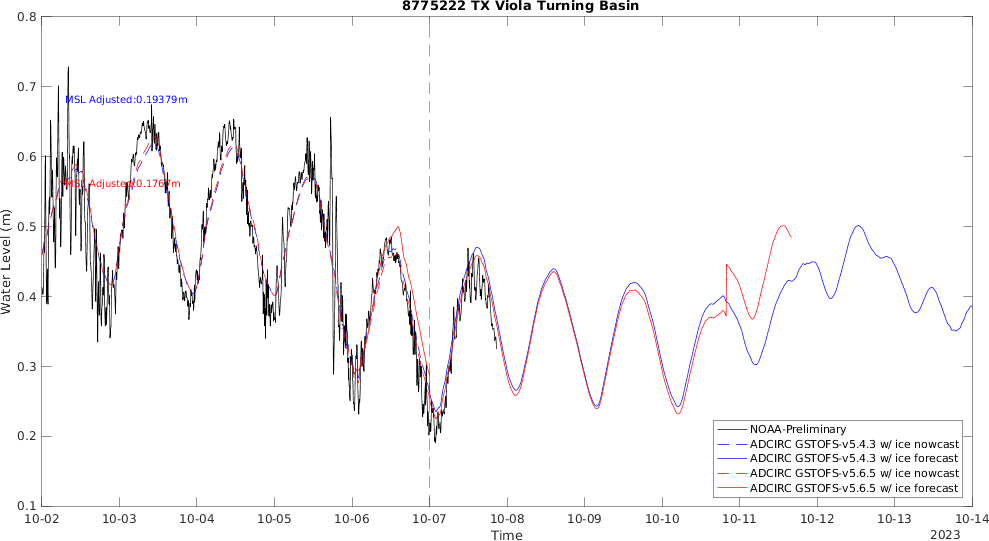 8775222 TX Viola Turning Basin
0.8
0.7
0.6
0.5
0.4
0.3
0.2
0.1
Water Level (m)
MSL Adjusted:0.19379m
MSL Adjusted:0.1767m
NOAA-Preliminary
ADCIRC GSTOFS-v5.4.3 w/ ice nowcast
ADCIRC GSTOFS-v5.4.3 w/ ice forecast
ADCIRC GSTOFS-v5.6.5 w/ ice nowcast
ADCIRC GSTOFS-v5.6.5 w/ ice forecast
10-02 10-03 10-04 10-05 10-06 10-07 10-08 10-09 10-10 10-11 10-12 10-13 10-14
Time
2023